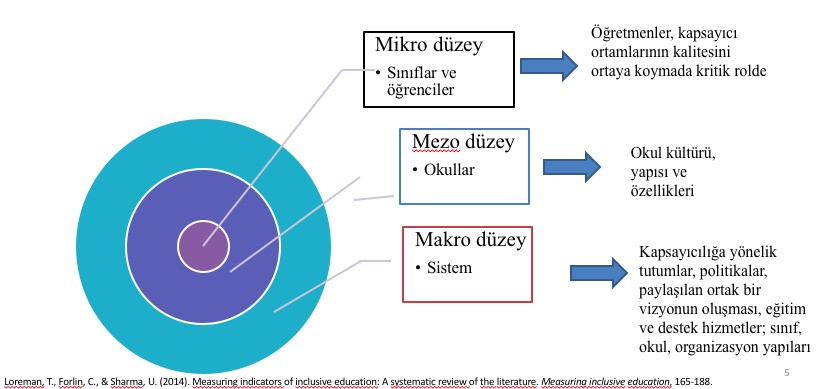 Mikro düzey
• Sınıflar ve
öğrenciler
Öğretmenler, kapsayıcı
ortamlarının kalitesini
ortaya koymada kritik rolde
Mezo düzey
• Okullar
Okul kültürü,
yapısı ve
özellikleri
Makro düzey
• Sistem
Kapsayıcılığa yönelik
tutumlar, politikalar,
paylaşılan ortak bir
vizyonun oluşması, eğitim
ve destek hizmetler; sınıf,
okul, organizasyon yapıları
5
Loreman, T., Forlin, C., & Sharma, U. (2014). Measuring indicators of inclusive education: A systematic review of the literature. Measuring inclusive education, 165-188.